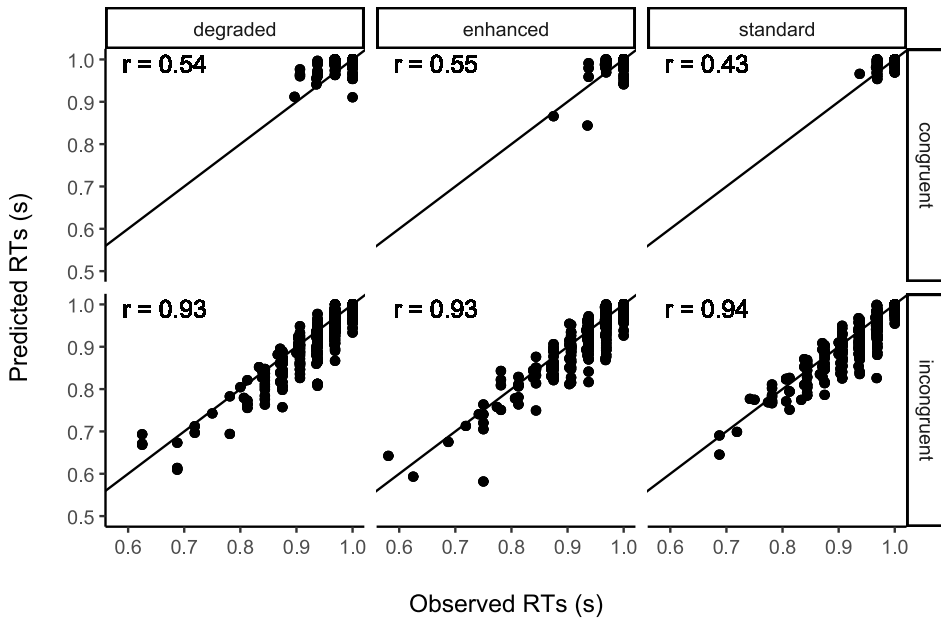 degraded enhanced standard
1.0
r = 0.54 r = 0.55 r = 0.43
0.9
0.8
0.7
0.6
0.5
congruent
Predicted RTs (s)
1.0
r = 0.93 r = 0.93 r = 0.94
0.9
0.8
0.7
0.6
0.5
incongruent
0.6 0.7 0.8 0.9 1.0 0.6 0.7 0.8 0.9 1.0 0.6 0.7 0.8 0.9 1.0
Observed RTs (s)